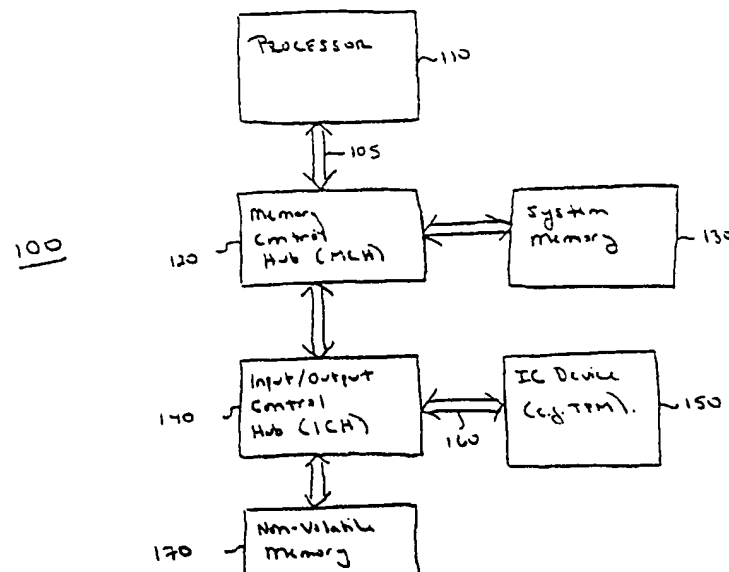 PROCESSOR
110
105
100
Memory
Control
Hub (MCH)
120
System
Memory
130
Input/Output
Control
Hub (ICH)
140
IC Device
(e.g. TPM).
150
160
Non-Volatile
Memory
170